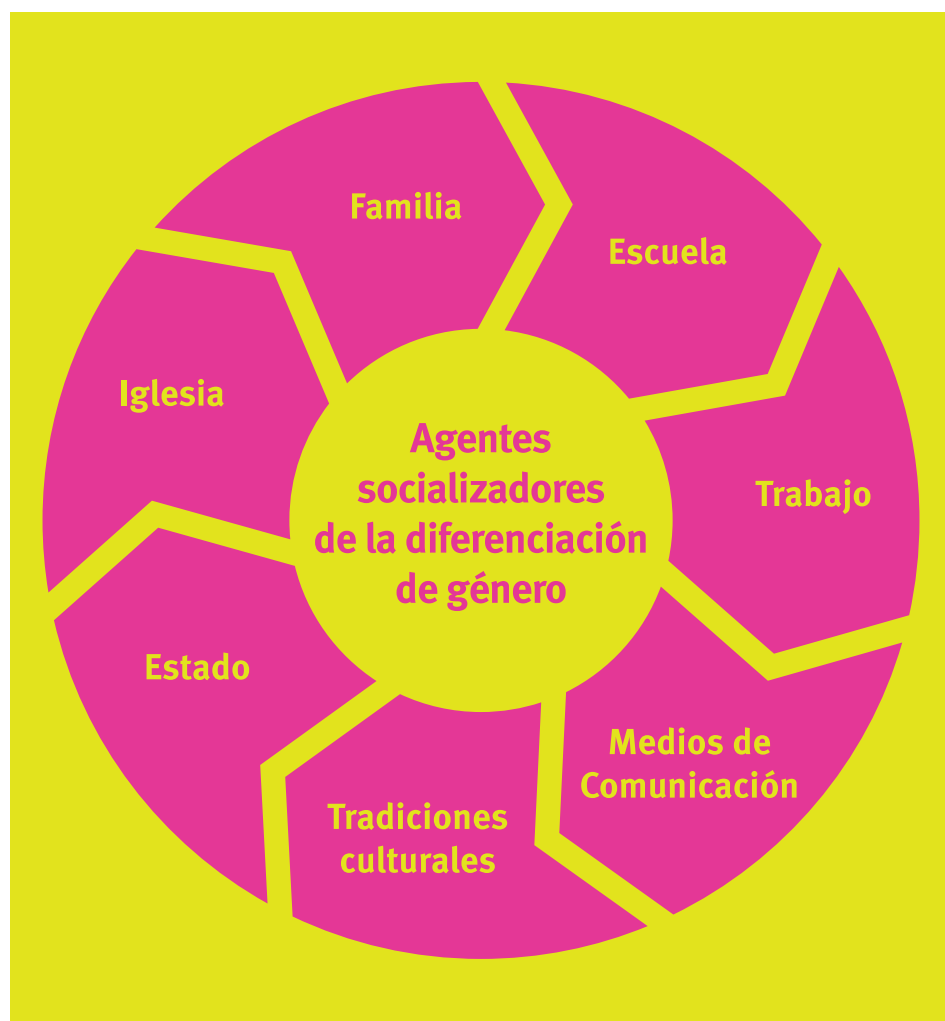 Familia
Escuela
Trabajo
Medios de
Comunicación
Tradiciones
culturales
Estado
Iglesia
Agentes
socializadores
de la diferenciación
de género